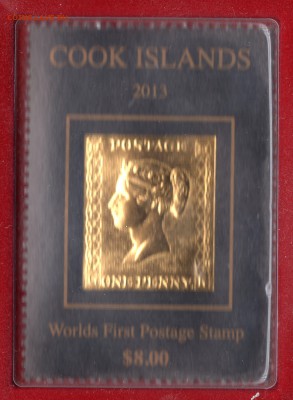 COOK ISLANDS
2013
POSTAGE
ONE PENNY
Worlds First Postage Stamp
$8.00